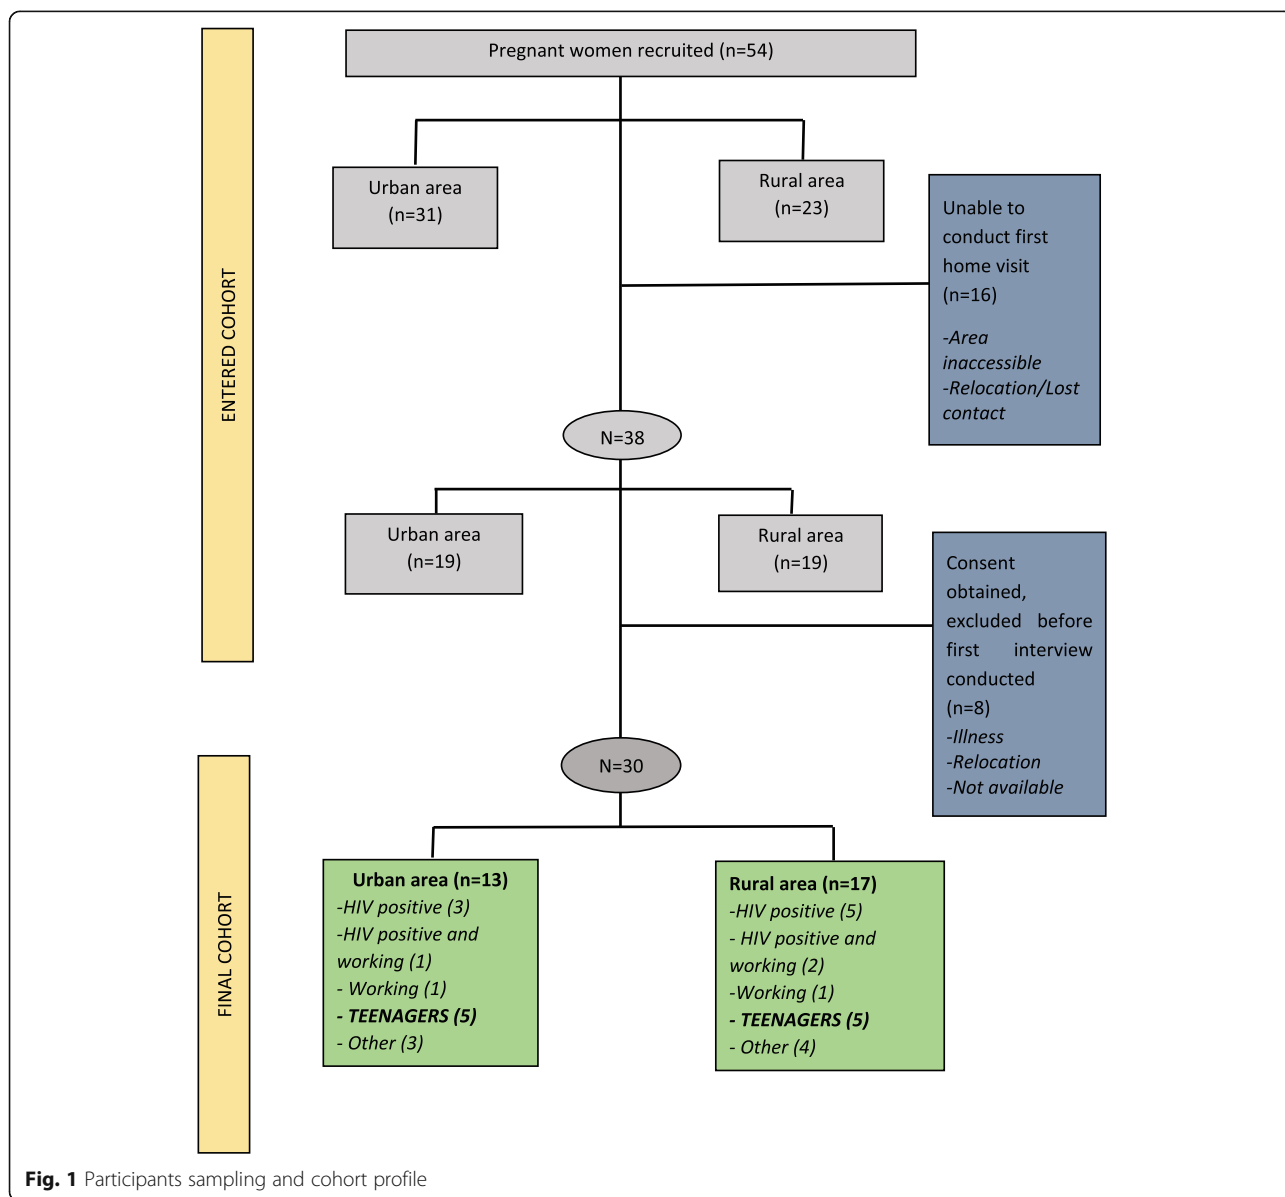 Pregnant women recruited (n=54)
Urban area
(n=31)
Rural area
(n=23)
Unable to
conduct first
home visit
(n=16)
-Area
inaccessible
-Relocation/Lost
contact
ENTERED COHORT
N=38
Urban area
(n=19)
Rural area
(n=19)
Consent
obtained,
excluded before
first interview
conducted
(n=8)
-Illness
-Relocation
-Not available
N=30
FINAL COHORT
Urban area (n=13)
-HIV positive (3)
-HIV positive and
working (1)
- Working (1)
- TEENAGERS (5)
- Other (3)
Rural area (n=17)
-HIV positive (5)
- HIV positive and
working (2)
-Working (1)
- TEENAGERS (5)
- Other (4)
Fig. 1 Participants sampling and cohort profile